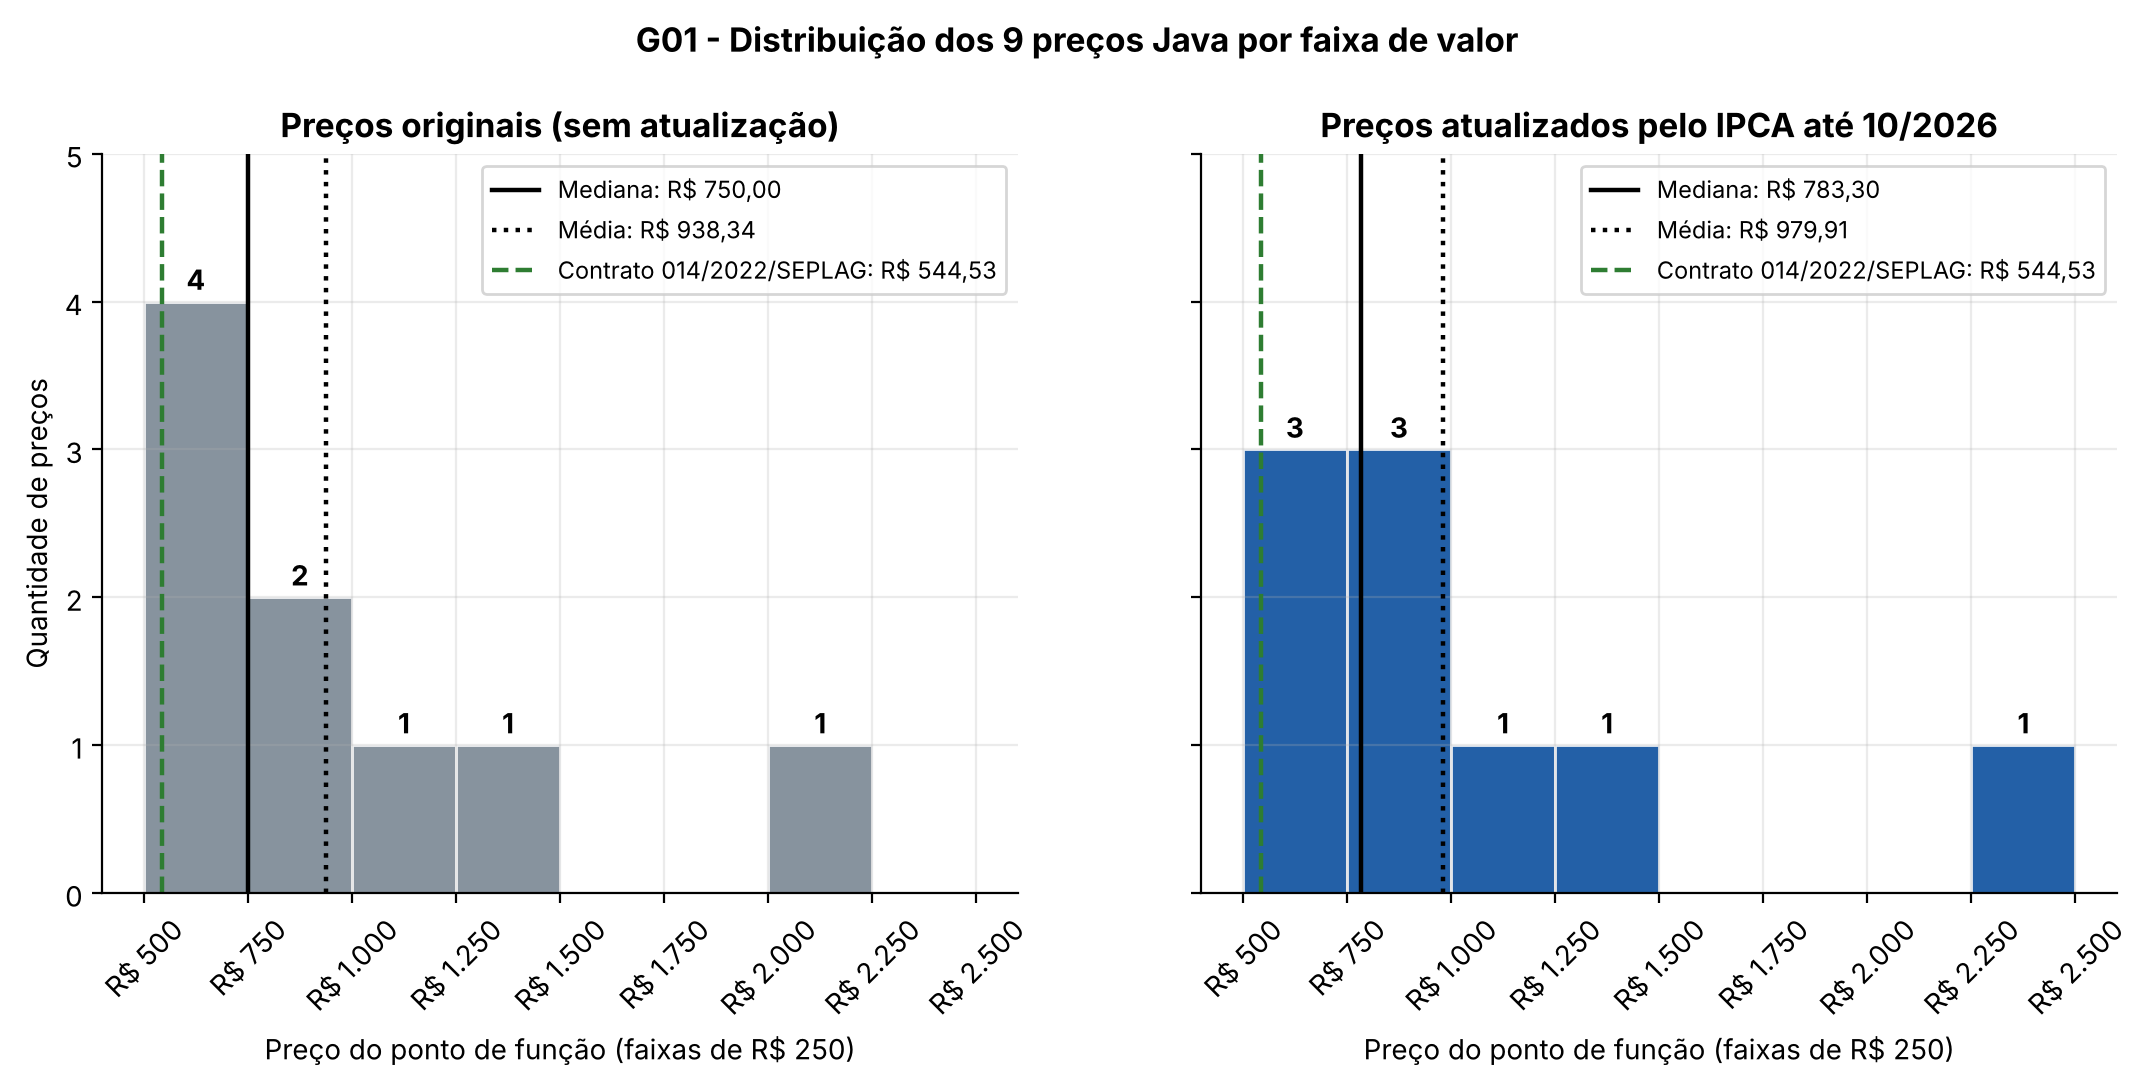 G01 - Distribuição dos 9 preços Java por faixa de valor
Preços originais (sem atualização)
Mediana: R$ 750,00
Média: R$ 938,34
Contrato 014/2022/SEPLAG: R$ 544,53
Quantidade de preços
5
4
3
2
1
0
4
2
1
1
1
R$ 500
R$ 750
R$ 1.000
R$ 1.250
R$ 1.500
R$ 1.750
R$ 2.000
R$ 2.250
R$ 2.500
Preço do ponto de função (faixas de R$ 250)
Preços atualizados pelo IPCA até 10/2026
Mediana: R$ 783,30
Média: R$ 979,91
Contrato 014/2022/SEPLAG: R$ 544,53
3
3
1
1
1
R$ 500
R$ 750
R$ 1.000
R$ 1.250
R$ 1.500
R$ 1.750
R$ 2.000
R$ 2.250
R$ 2.500
Preço do ponto de função (faixas de R$ 250)